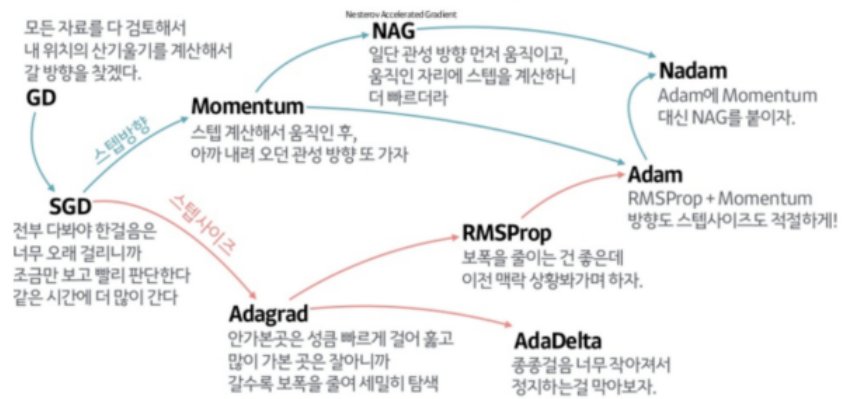 모든 자료를 다 검토해서
내 위치의 산기울기를 계산해서
갈 방향을 찾겠다.
GD
스텝방향
SGD
전부 다봐야 한걸음은
너무 오래 걸리니까
조금만 보고 빨리 판단한다
같은 시간에 더 많이 간다
Momentum
스텝 계산해서 움직인 후,
아까 내려 오던 관성 방향 또 가자
Nesterov Accelerated Gradient
NAG
일단 관성 방향 먼저 움직이고,
움직인 자리에 스텝을 계산하니
더 빠르더라
Nadam
Adam에 Momentum
대신 NAG를 붙이자.
Adam
RMSProp + Momentum
방향도 스텝사이즈도 적절하게!
스텝사이즈
RMSProp
보폭을 줄이는 건 좋은데
이전 맥락 상황봐가며 하자.
Adagrad
안가본곳은 성큼 빠르게 걸어 훑고
많이 가본 곳은 잘아니까
갈수록 보폭을 줄여 세밀히 탐색
AdaDelta
종종걸음 너무 작아져서
정지하는걸 막아보자.